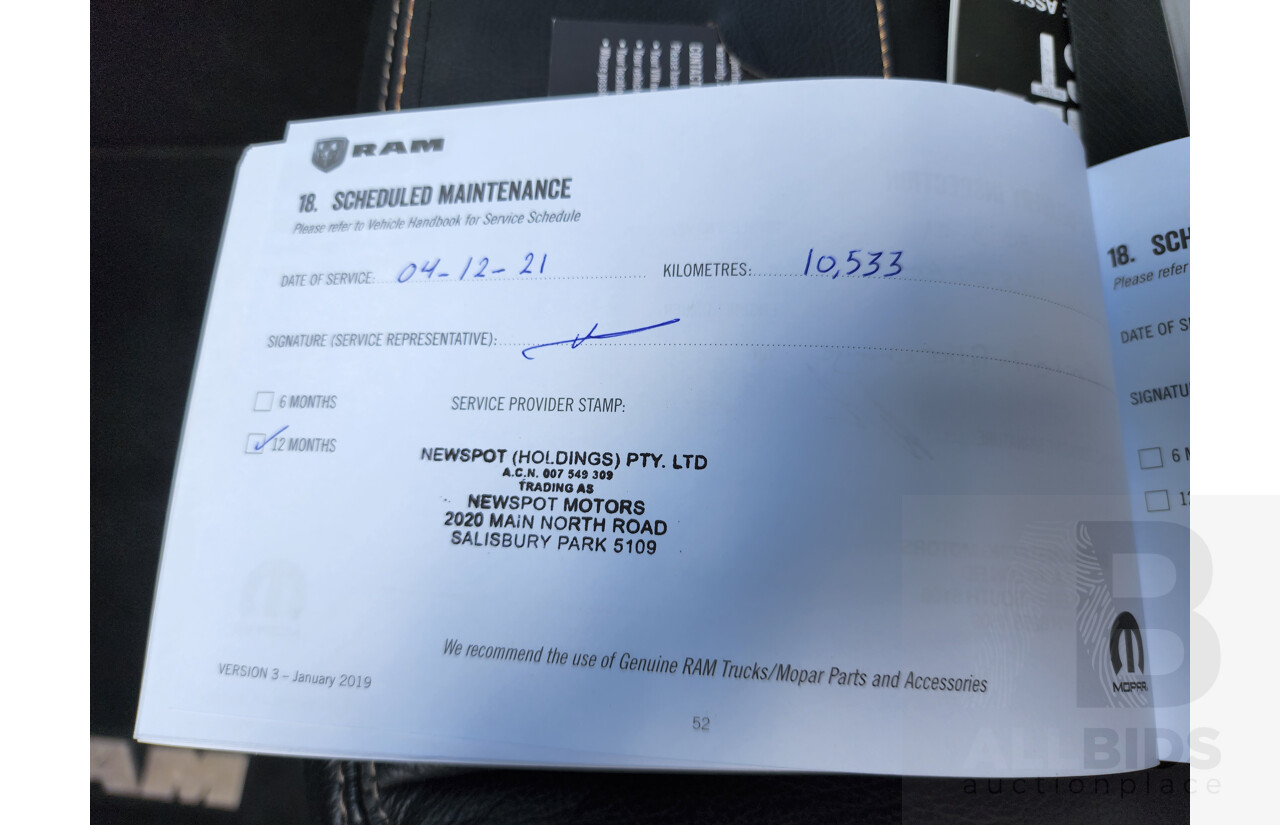 RAM
18. SCHEDULED MAINTENANCE
Please refer to Vehicle Handbook for Service Schedule
DATE OF SERVICE: 04-12-21 KILOMETRES: 10,533
SIGNATURE (SERVICE REPRESENTATIVE):
6 MONTHS
SERVICE PROVIDER STAMP:
12 MONTHS
NEWSPOT (HOLDINGS) PTY. LTD
A.C.N. 007 549 309
TRADING AS
NEWSPOT MOTORS
2020 MAIN NORTH ROAD
SALISBURY PARK 5109
We recommend the use of Genuine RAM Trucks/Mopar Parts and Accessories
VERSION 3 – January 2019
MOPAR
52
18. SCH
Please refer
DATE OF S
SIGNATU
6 M
12
ALLBIDS
auctionplace